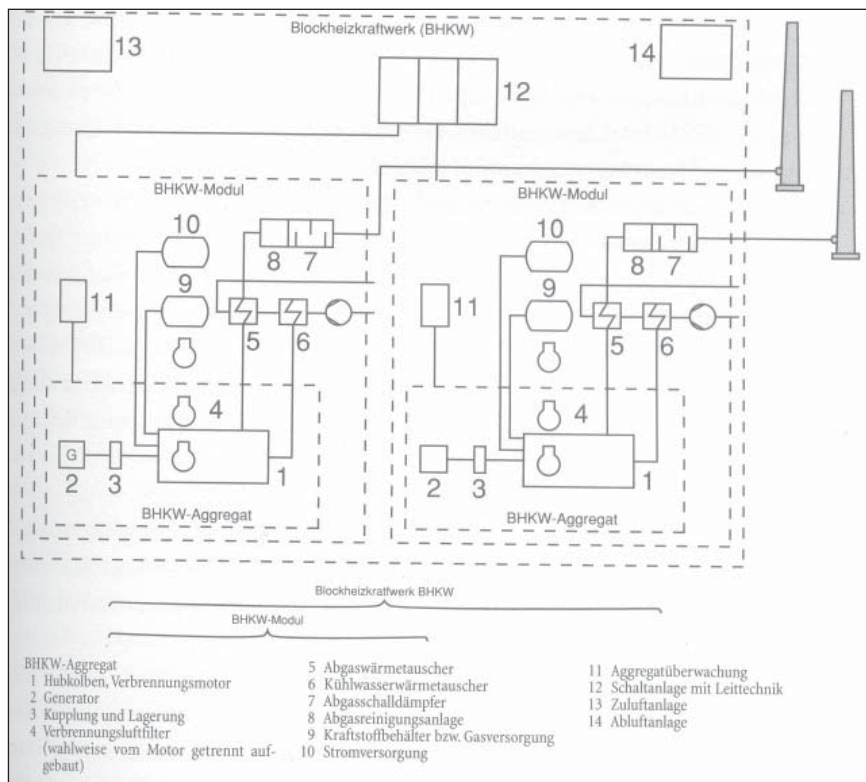 Blockheizkraftwerk (BHKW)
13
14
12
BHKW-Modul
10
8 7
9
11
5 6
4
G
2 3
1
BHKW-Aggregat
BHKW-Modul
10
8 7
9
11
5 6
4
2 3
1
BHKW-Aggregat
Blockheizkratfwerk BHKW
BHKW-Modul
BHKW-Aggregat
1 Hubkolben, Verbrennungsmotor
2 Generator
3 Kupplung und Lagerung
4 Verbrennungsluftfilter
(wahlweise vom Motor getrennt auf-
gebaut)
5 Abgaswärmetauscher
6 Kühlwasserwärmetauscher
7 Abgasschalldämpfer
8 Abgasreinigungsanlage
9 Kraftstoffbehälter bzw. Gasversorgung
10 Stromversorgung
11 Aggregatüberwachung
12 Schaltanlage mit Leittechnik
13 Zuluftanlage
14 Abluftanlage